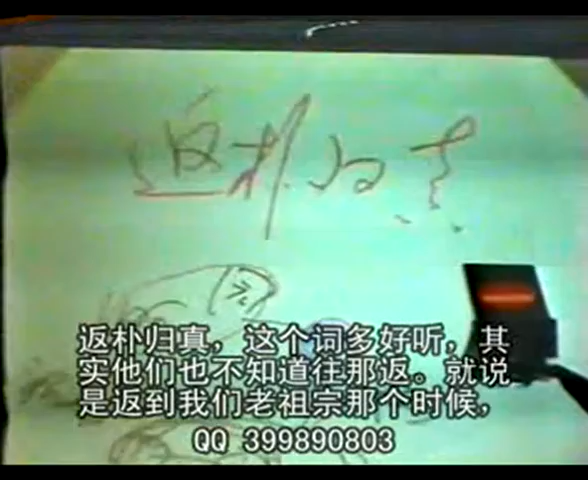 返朴归真
返朴归真，这个词多好听，其
实他们也不知道往那返。就说
是返到我们老祖宗那个时候，
QQ 399890803